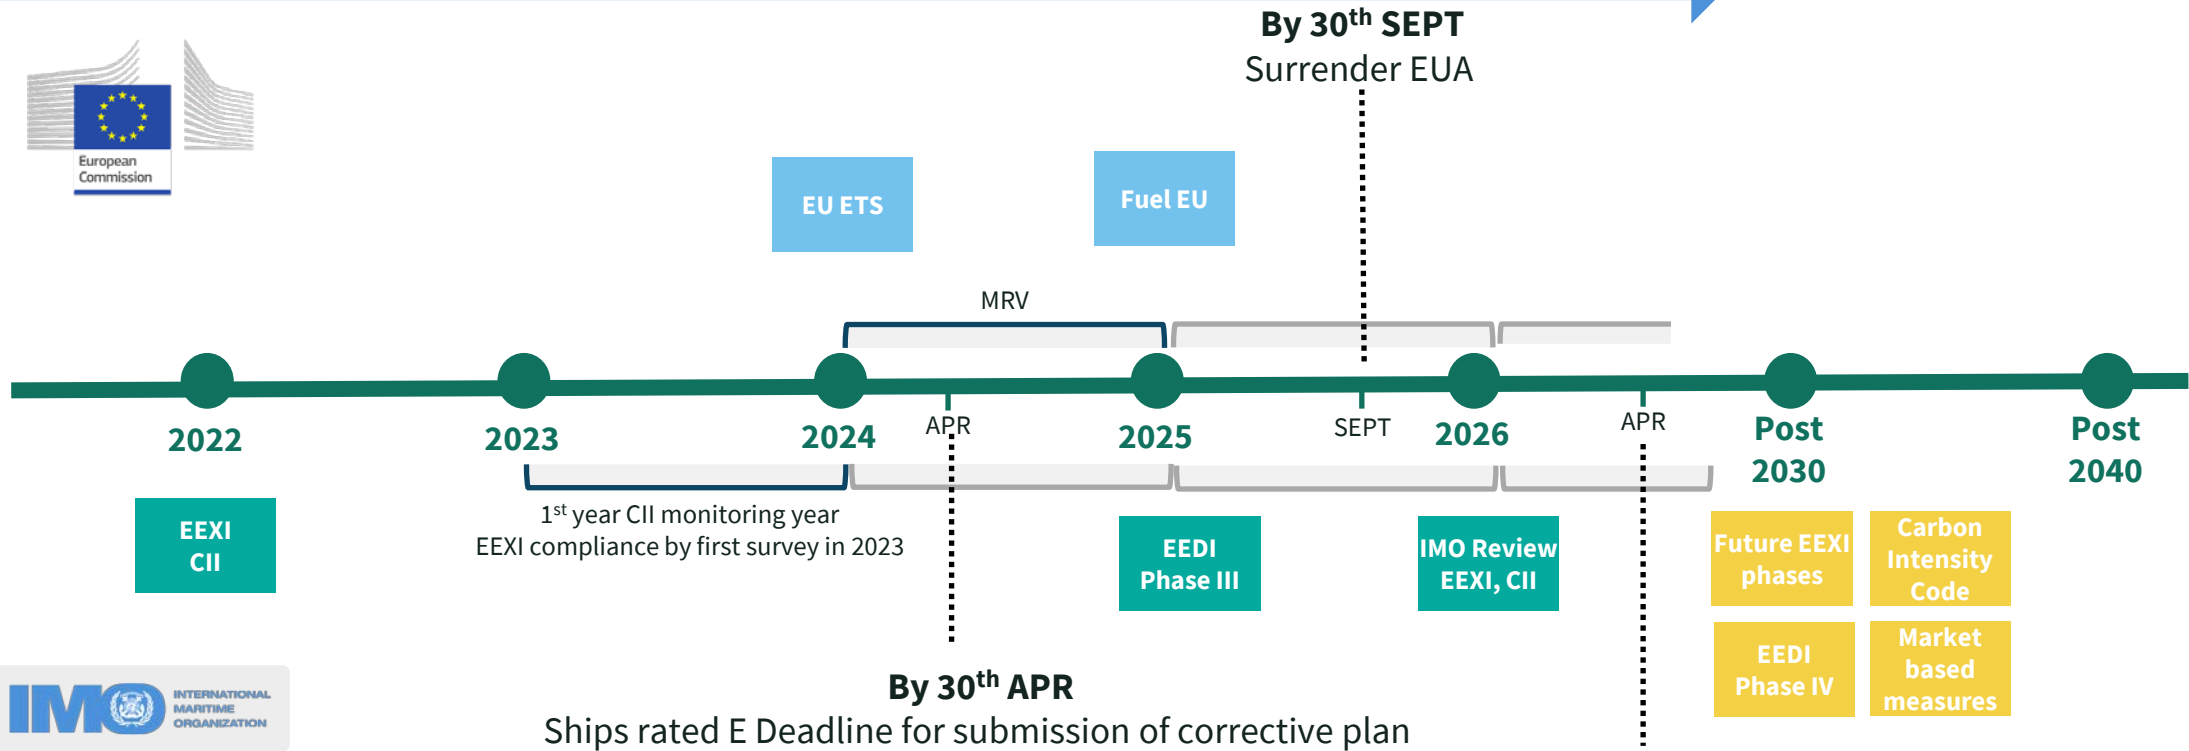 By 30th SEPT
Surrender EUA
European
Commission
EU ETS
Fuel EU
MRV
2022
2023
2024
APR
2025
SEPT
2026
APR
Post
2030
Post
2040
EEXI
CII
1st year CII monitoring year
EEXI compliance by first survey in 2023
EEDI
Phase III
IMO Review
EEXI, CII
Future EEXI
phases
Carbon
Intensity
Code
EEDI
Phase IV
Market
based
measures
By 30th APR
Ships rated E Deadline for submission of corrective plan
IMO
INTERNATIONAL
MARITIME
ORGANIZATION